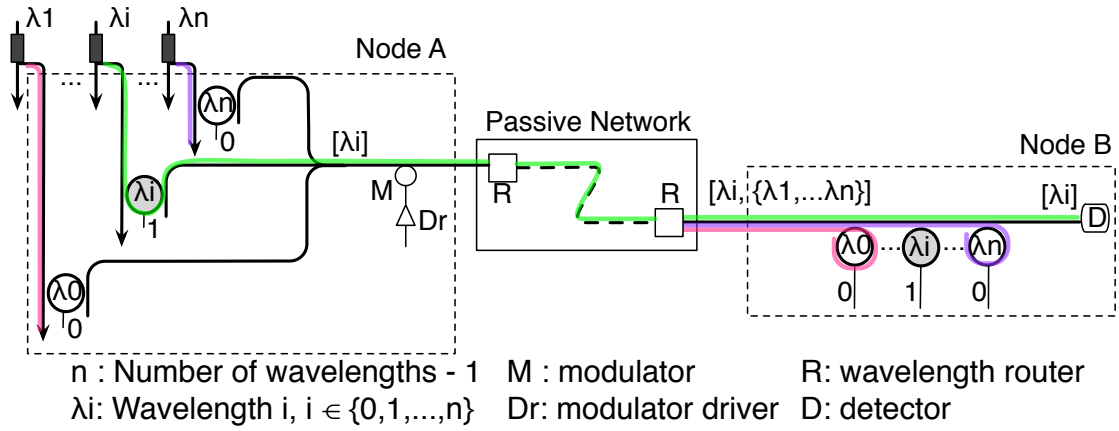 λ1 λi λn
Node A
... ...
λn
0
[λi]
Passive Network
Node B
λi
1
M
Dr
R
R
[λi, {λ1,...λn}]
[λi]
D
λ0 ... λi ... λn
0 1 0
λ0
0
n : Number of wavelengths - 1 M : modulator R: wavelength router
λi: Wavelength i, i ∈ {0,1,...,n} Dr: modulator driver D: detector